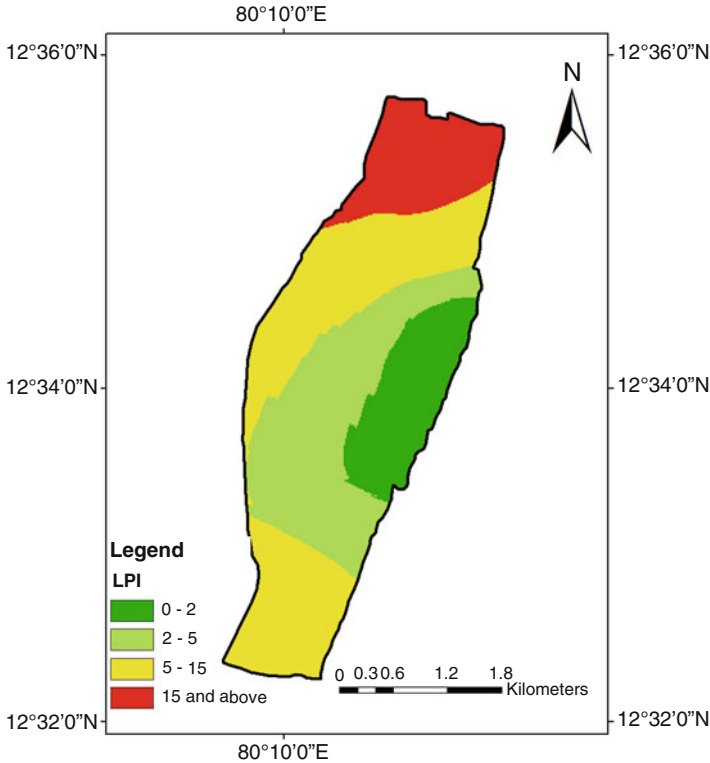 80°10’0”E
12°36’0”N
12°36’0”N
N
12°34’0”N
12°34’0”N
Legend
LPI
0 - 2
2 - 5
5 - 15
15 and above
0 0.30.6 1.2 1.8
Kilometers
12°32’0”N
12°32’0”N
80°10’0”E